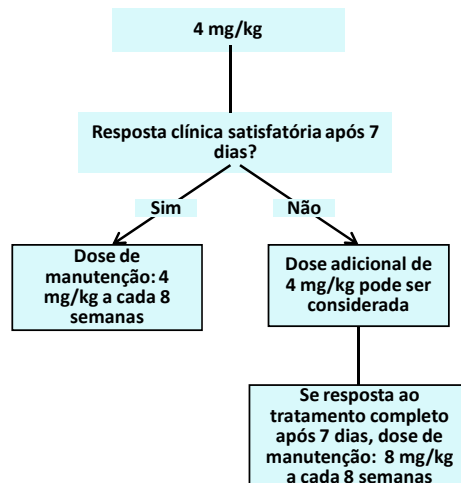 4 mg/kg
Resposta clínica satisfatória após 7
dias?
Sim
Não
Dose de
manutenção: 4
mg/kg a cada 8
semanas
Dose adicional de
4 mg/kg pode ser
considerada
Se resposta ao
tratamento completo
após 7 dias, dose de
manutenção: 8 mg/kg
a cada 8 semanas